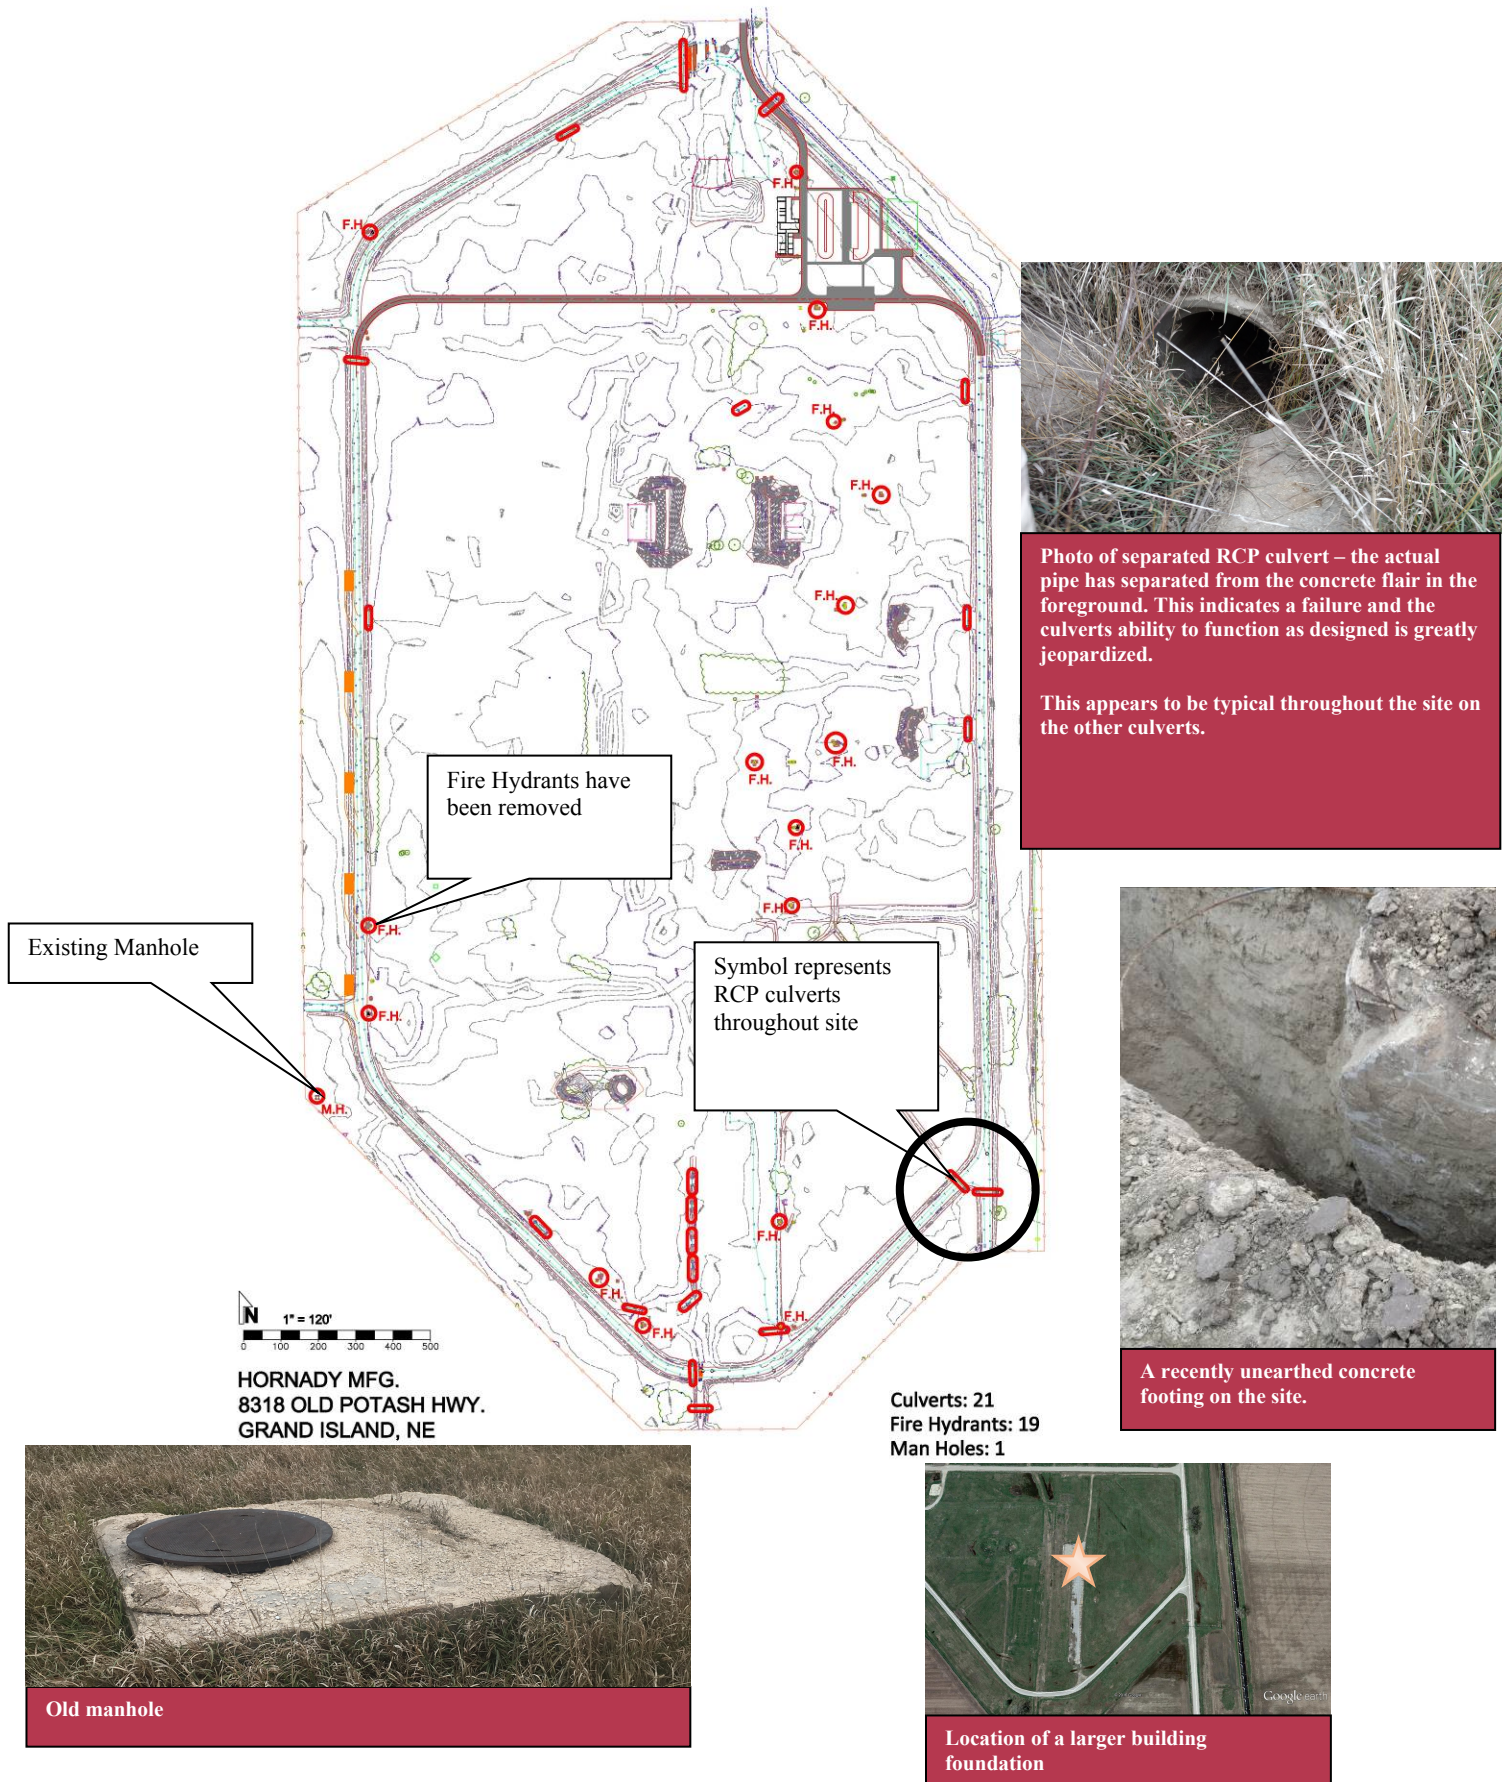 F.H.
F.H.
F.H.
F.H.
F.H.
F.H.
F.H.
F.H.
F.H.
F.H.
F.H.
F.H.
M.H.
F.H.
F.H.
F.H.
F.H.
Photo of separated RCP culvert – the actual
pipe has separated from the concrete flair in the
foreground. This indicates a failure and the
culverts ability to function as designed is greatly
jeopardized.
This appears to be typical throughout the site on
the other culverts.
Fire Hydrants have
been removed
Existing Manhole
Symbol represents
RCP culverts
throughout site
A recently unearthed concrete
footing on the site.
N
1" = 120'
0 100 200 300 400 500
HORNADY MFG.
8318 OLD POTASH HWY.
GRAND ISLAND, NE
Culverts: 21
Fire Hydrants: 19
Man Holes: 1
Old manhole
Google earth
Location of a larger building
foundation